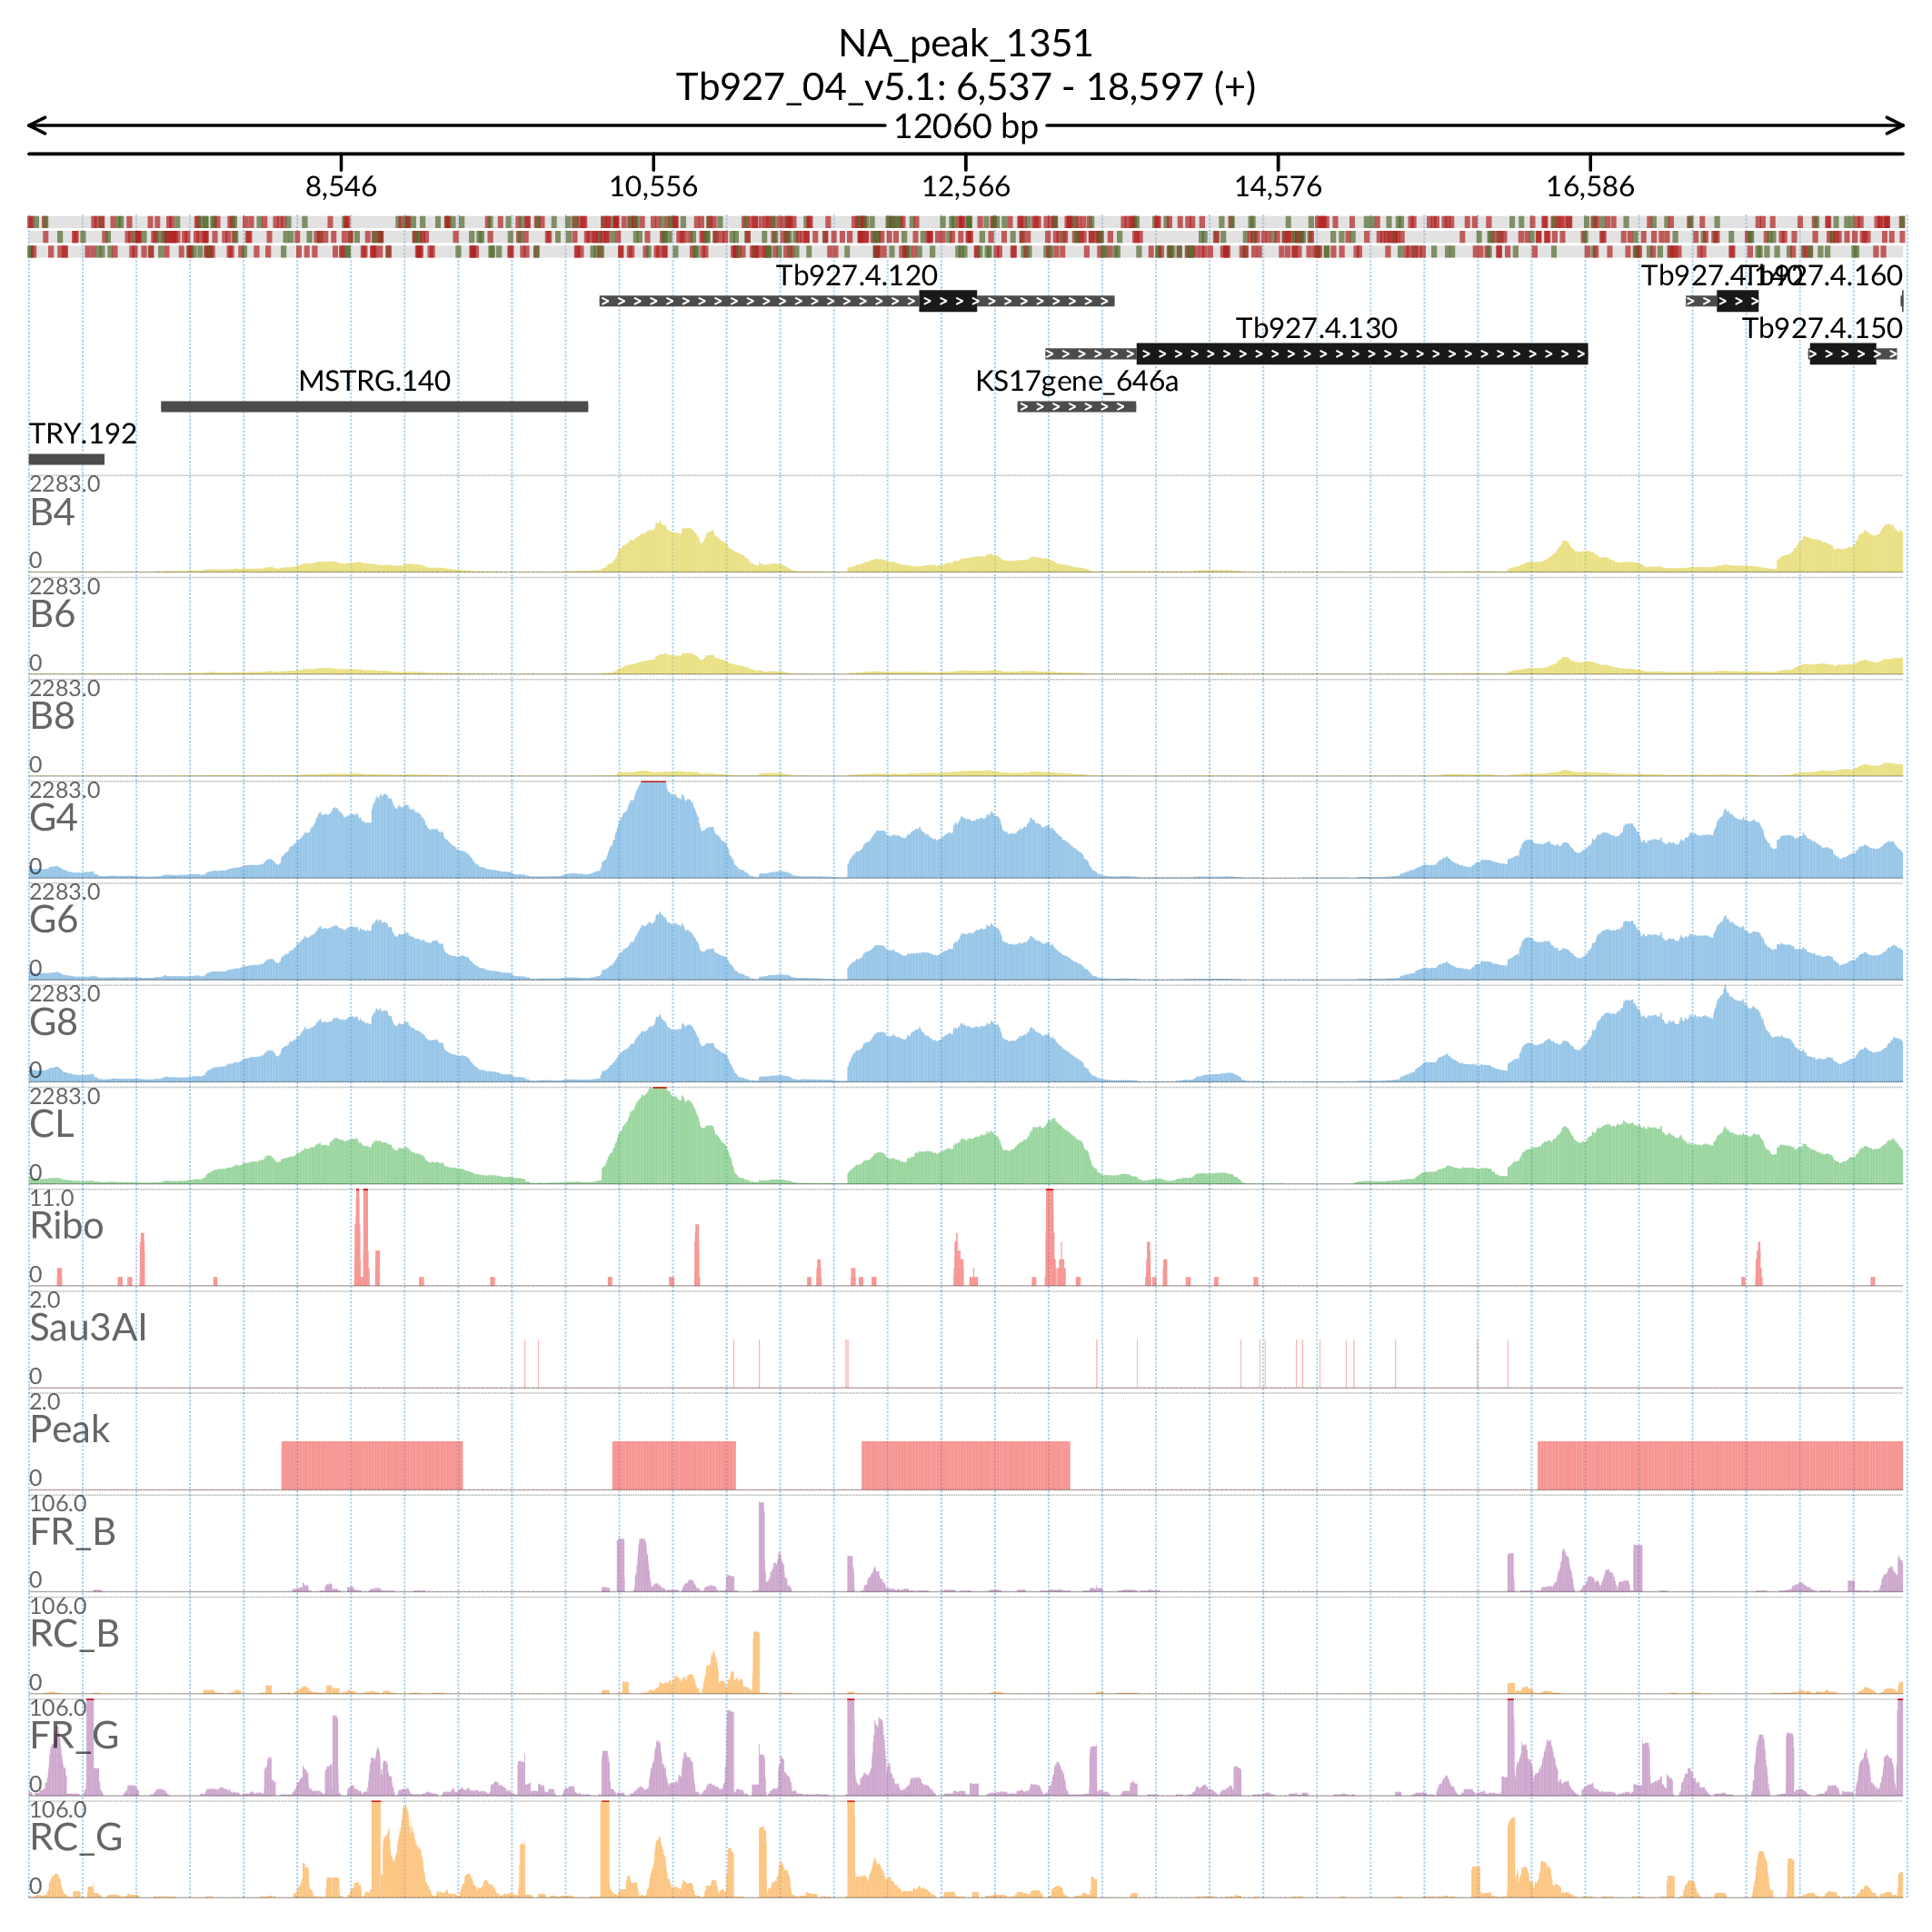 NA_peak_1351
Tb927_04_v5.1: 6,537 - 18,597 (+)
12060 bp
8,546 10,556 12,566 14,576 16,586
Tb927.4.120 Tb927.4.140 Tb927.4.160
Tb927.4.130 Tb927.4.150
MSTRG.140 KS17gene_646a
TRY.192
2283.0
B4
0
2283.0
B6
0
2283.0
B8
0
2283.0
G4
0
2283.0
G6
0
2283.0
G8
0
2283.0
CL
0
11.0
Ribo
0
2.0
Sau3AI
0
2.0
Peak
0
106.0
FR_B
0
106.0
RC_B
0
106.0
FR_G
0
106.0
RC_G
0